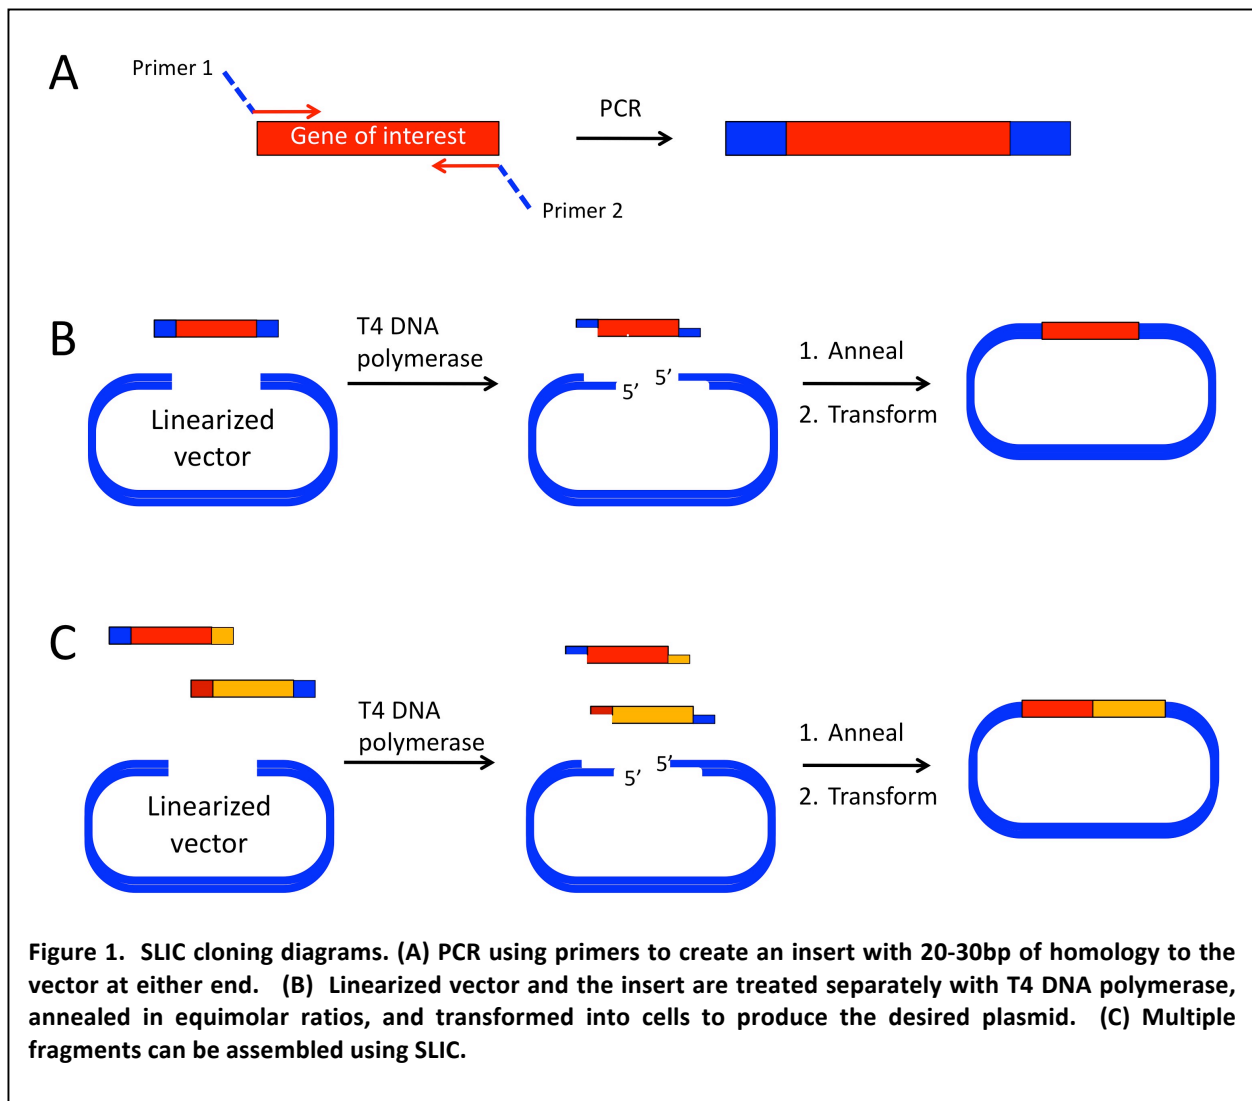 A
Primer 1
Gene of interest
PCR
Primer 2
B
T4 DNA
polymerase
Linearized
vector
5’
5’
1. Anneal
2. Transform
C
T4 DNA
polymerase
Linearized
vector
5’
5’
1. Anneal
2. Transform
Figure 1. SLIC cloning diagrams. (A) PCR using primers to create an insert with 20-30bp of homology to the
vector at either end. (B) Linearized vector and the insert are treated separately with T4 DNA polymerase,
annealed in equimolar ratios, and transformed into cells to produce the desired plasmid. (C) Multiple
fragments can be assembled using SLIC.